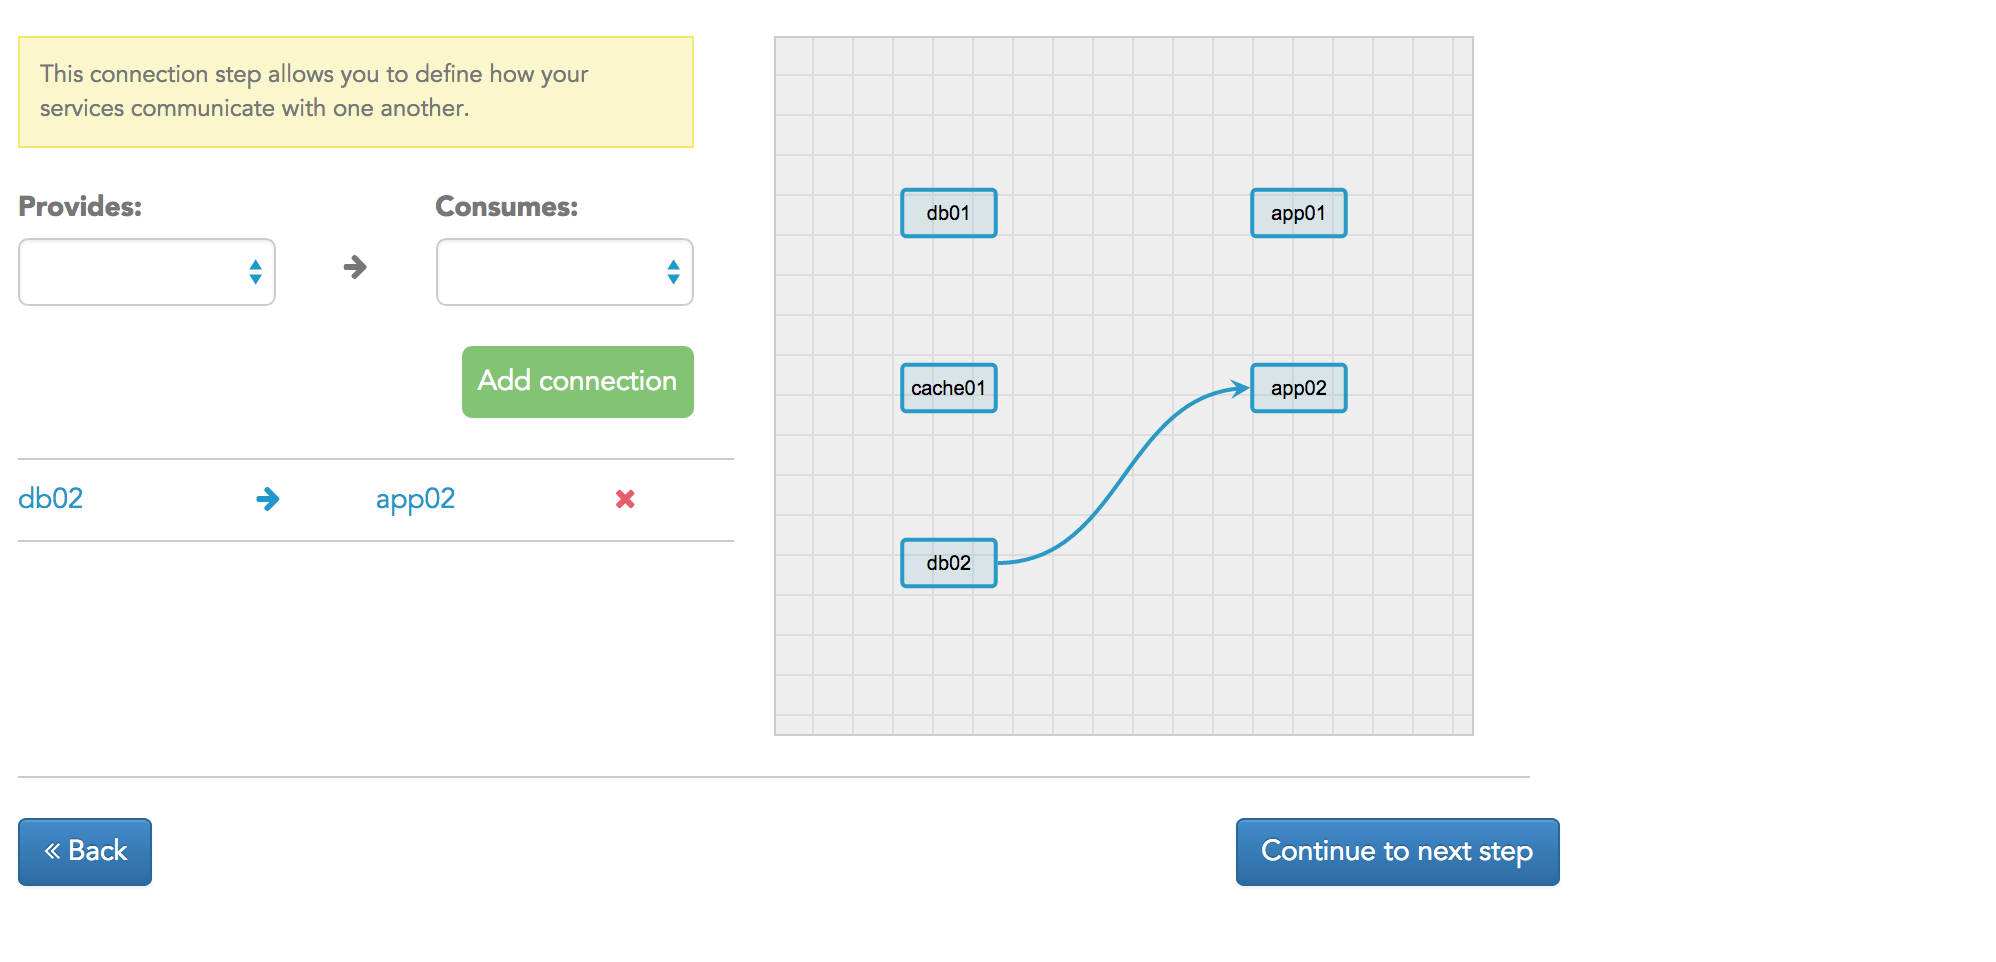 This connection step allows you to define how your
services communicate with one another.
Provides:
Consumes:
Add connection
db02
app02
db01
app01
cache01
app02
db02
« Back
Continue to next step